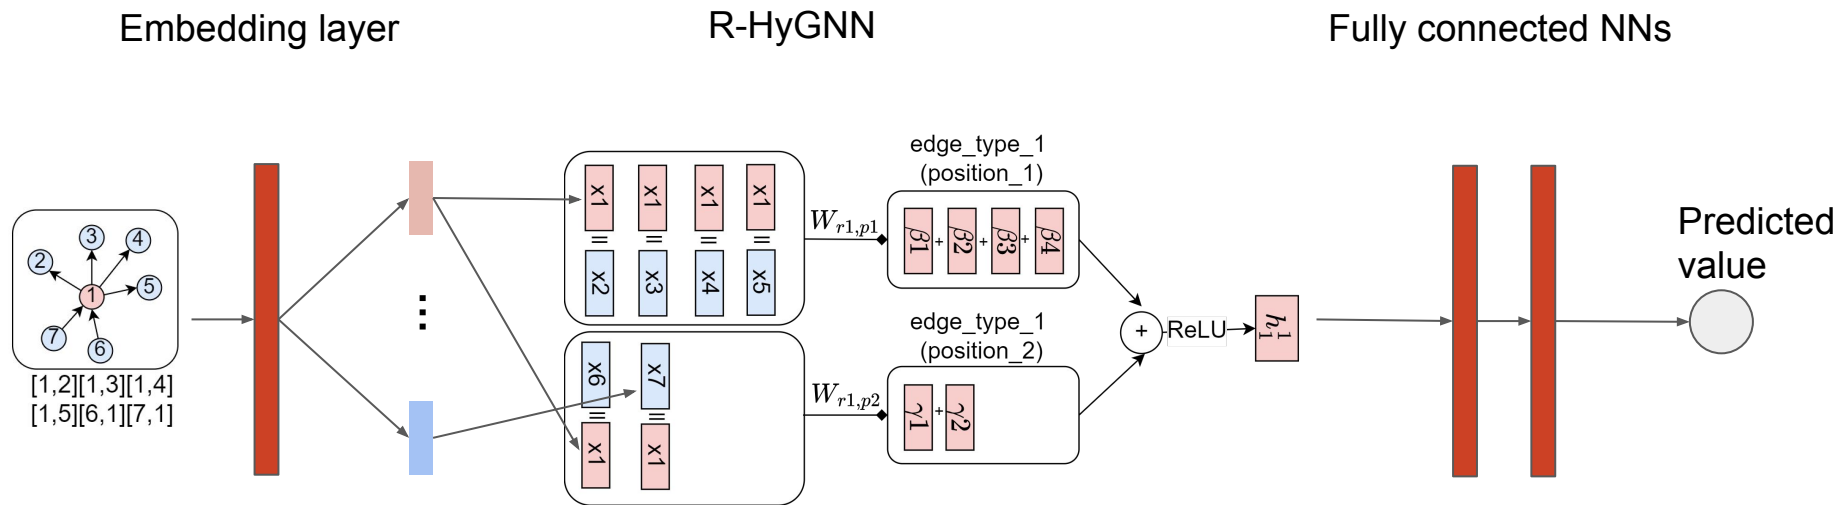 Embedding layer
R-HyGNN
Fully connected NNs
3
4
2
5
1
7
6
[1,2][1,3][1,4]
[1,5][6,1][7,1]
⋮
x1 x1 x1 x1
= = = =
x2 x3 x4 x5
x6 x7
= =
x1 x1
W_{r1,p1}
W_{r1,p2}
edge_type_1
(position_1)
β1 + β2 + β3 + β4
edge_type_1
(position_2)
γ1 + γ2
+
ReLU
h_1^1
Predicted
value